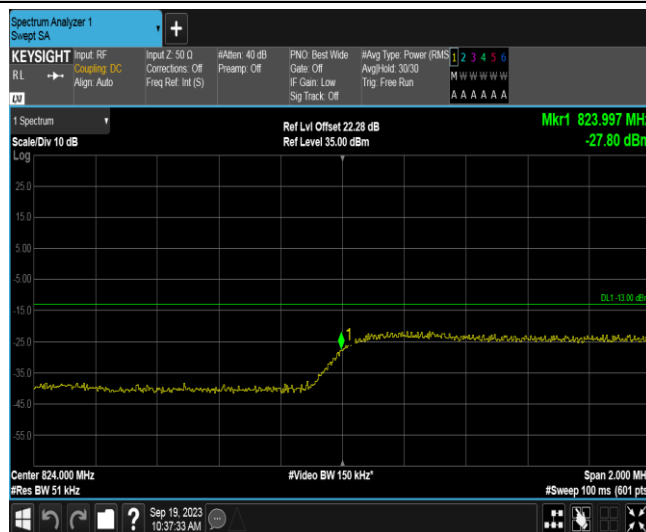 Spectrum Analyzer 1
Swept SA
+
KEYSIGHT
RL
LXI
Input: RF
Coupling: DC
Align: Auto
Input Z: 50 Ω
Corrections: Off
Freq Ref: Int (S)
#Atten: 40 dB
Preamp: Off
PNO: Best Wide
Gate: Off
IF Gain: Low
Sig Track: Off
#Avg Type: Power (RMS
Avg|Hold: 30/30
Trig: Free Run
1 2 3 4 5 6
M W W W W W
A A A A A A
1 Spectrum
Scale/Div 10 dB
Ref Lvl Offset 22.28 dB
Ref Level 35.00 dBm
Mkr1 823.997 MHz
-27.80 dBm
Log
25.0
15.0
5.00
-5.00
DL1 -13.00 dBm
-15.0
1
-25.0
-35.0
-45.0
-55.0
Center 824.000 MHz
#Res BW 51 kHz
#Video BW 150 kHz*
Span 2.000 MH
#Sweep 100 ms (601 pts
?
Sep 19, 2023
10:37:33 AM